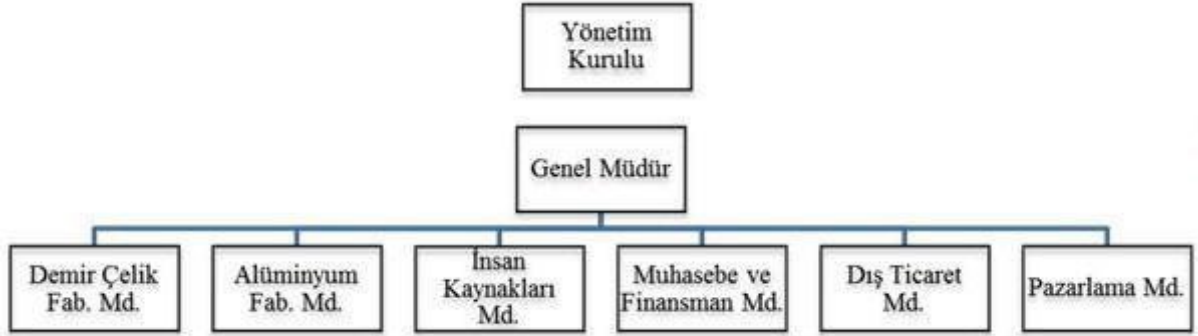 Yönetim
Kurulu
Genel Müdür
Demir Çelik
Fab. Md.
Alüminyum
Fab. Md.
İnsan
Kaynakları
Md.
Muhasebe ve
Finansman Md.
Dış Ticaret
Md.
Pazarlama Md.